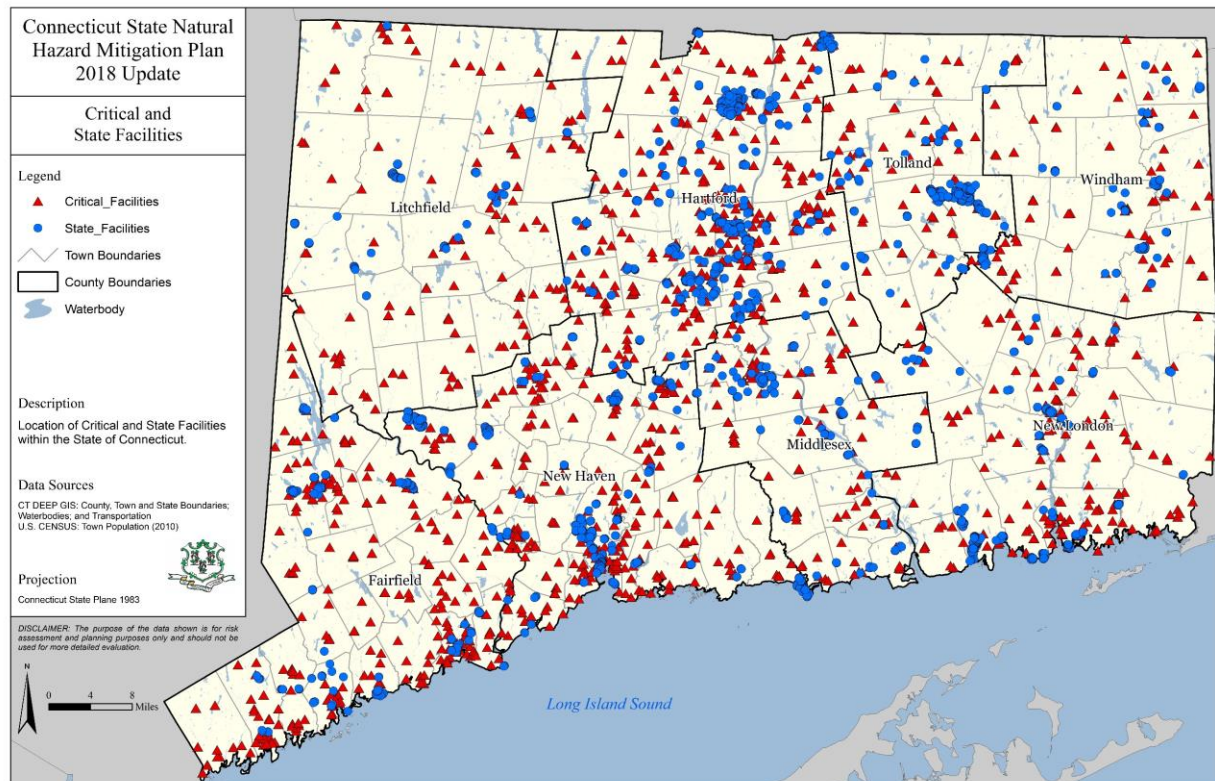 Connecticut State Natural
Hazard Mitigation Plan
2018 Update
Critical and
State Facilities
Legend
Critical_Facilities
State_Facilities
Town Boundaries
County Boundaries
Waterbody
Description
Location of Critical and State Facilities
within the State of Connecticut.
Data Sources
CT DEEP GIS: County, Town and State Boundaries;
Waterbodies; and Transportation
U.S. CENSUS: Town Population (2010)
Projection
Connecticut State Plane 1983
DISCLAIMER: The purpose of the data shown is for risk
assessment and planning purposes only and should not be
used for more detailed evaluation.
N
0 4 8
Miles
Litchfield
Hartford
Tolland
Windham
New Haven
Middlesex
New London
Fairfield
Long Island Sound